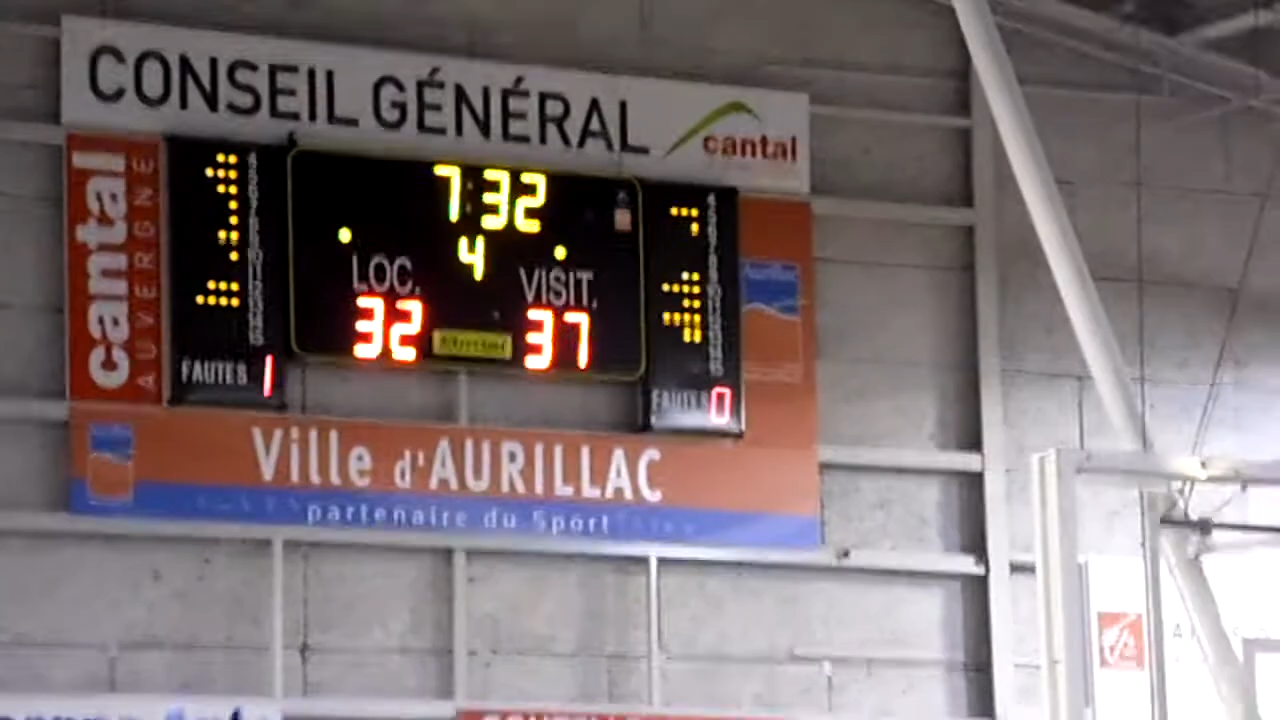 CONSEIL GÉNÉRAL
cantal
cantal
AUVERGNE
7:32
4
LOC.
VISIT.
32
37
FAUTES 1
FAUTES 0
Ville d'AURILLAC
partenaire du Sport